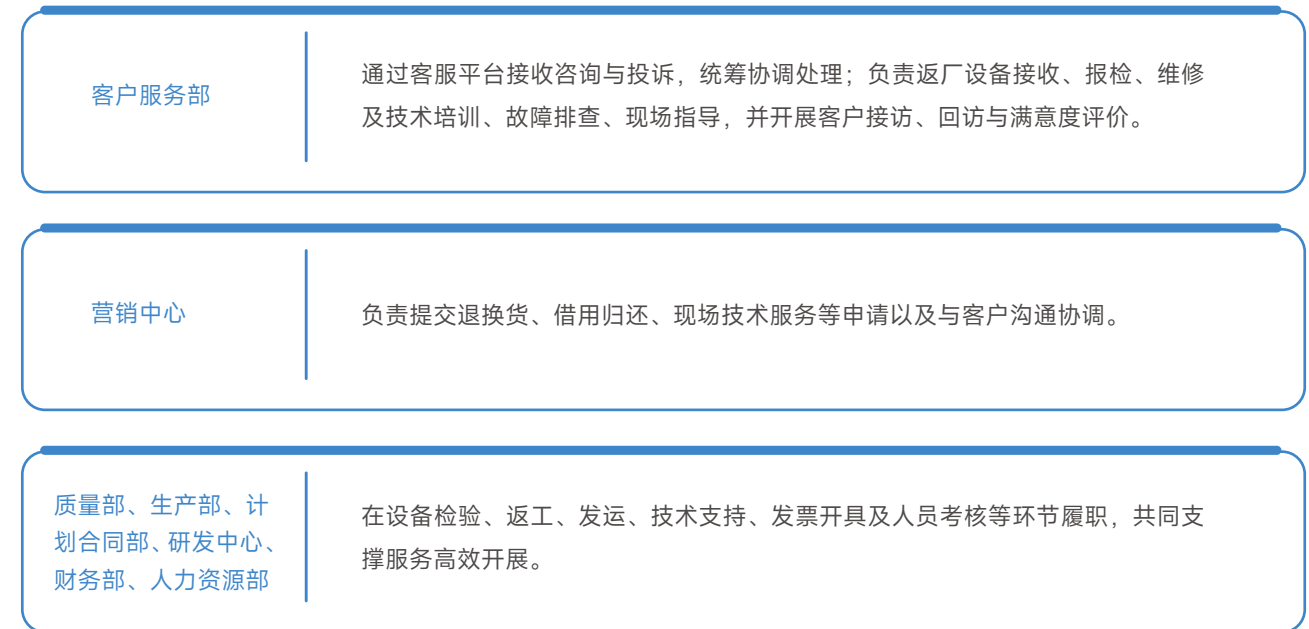 客户服务部
通过客服平台接收咨询与投诉，统筹协调处理；负责返厂设备接收、报检、维修
及技术培训、故障排查、现场指导，并开展客户接访、回访与满意度评价。
营销中心
负责提交退换货、借用归还、现场技术服务等申请以及与客户沟通协调。
质量部、生产部、计
划合同部、研发中心、
财务部、人力资源部
在设备检验、返工、发运、技术支持、发票开具及人员考核等环节履职，共同支
撑服务高效开展。